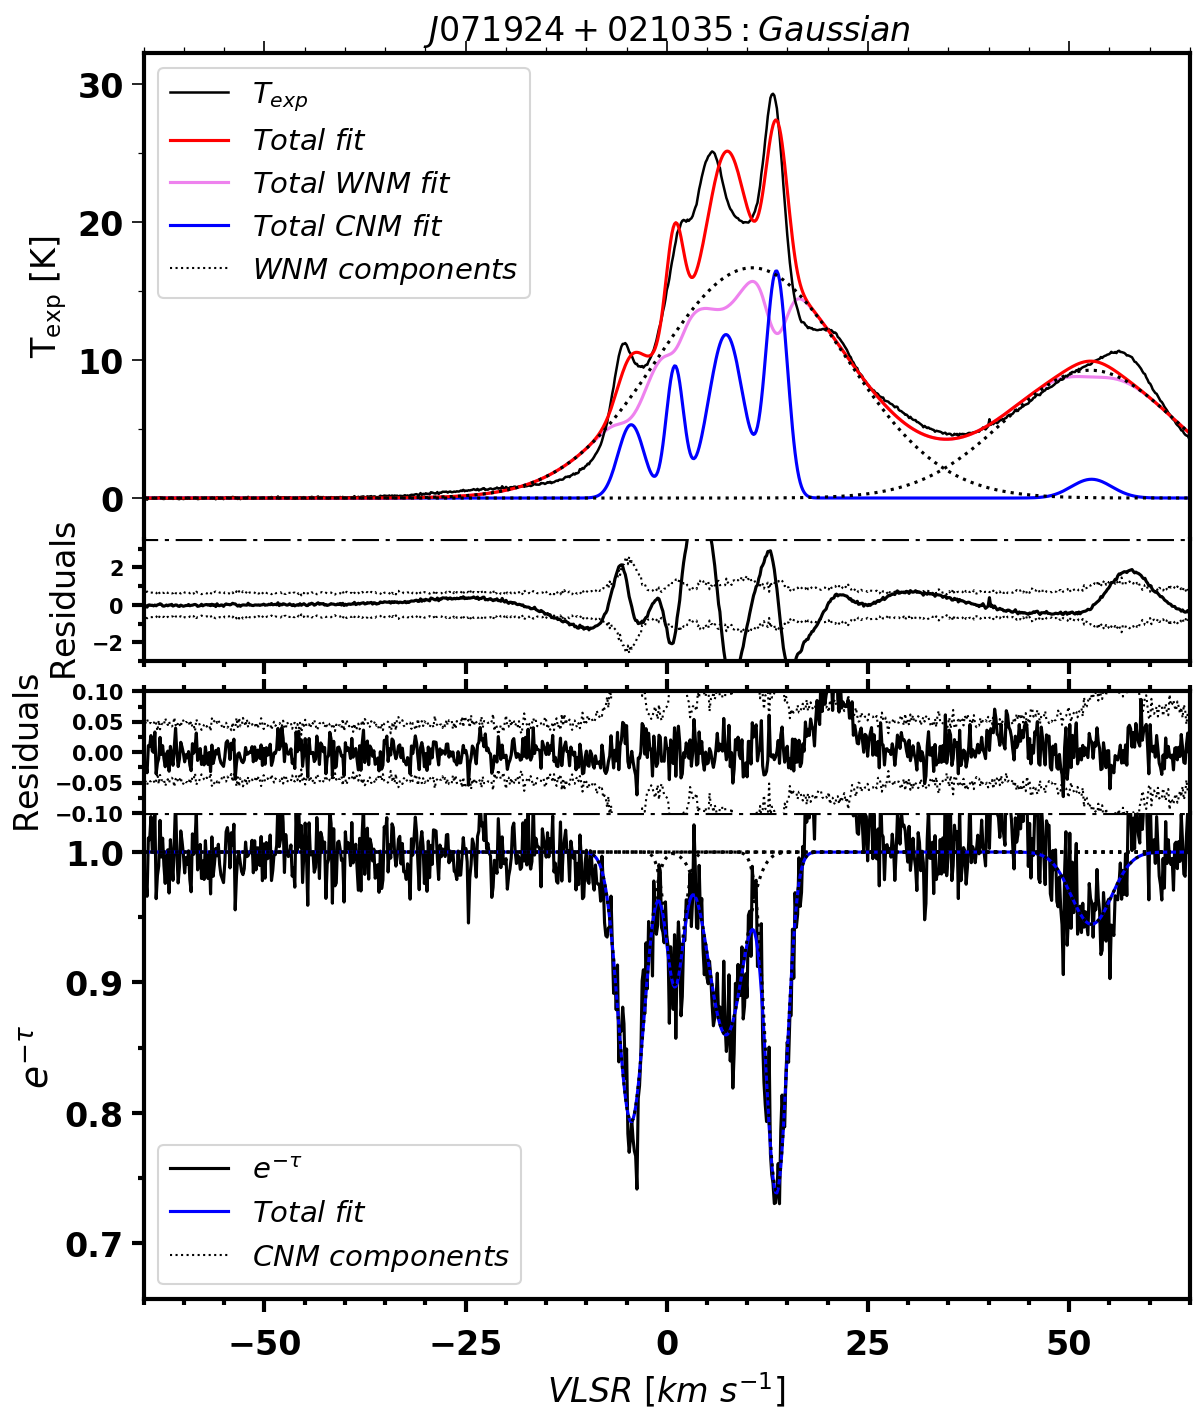 J071924 + 021035 : Gaussian
30
20
10
0
T_exp [K]
T_exp
Total fit
Total WNM fit
Total CNM fit
WNM components
2
0
−2
Residuals
0.10
0.05
0.00
−0.05
−0.10
Residuals
1.0
0.9
0.8
0.7
e^{−τ}
e^{−τ}
Total fit
CNM components
−50 −25 0 25 50
VLSR [km s^{−1}]